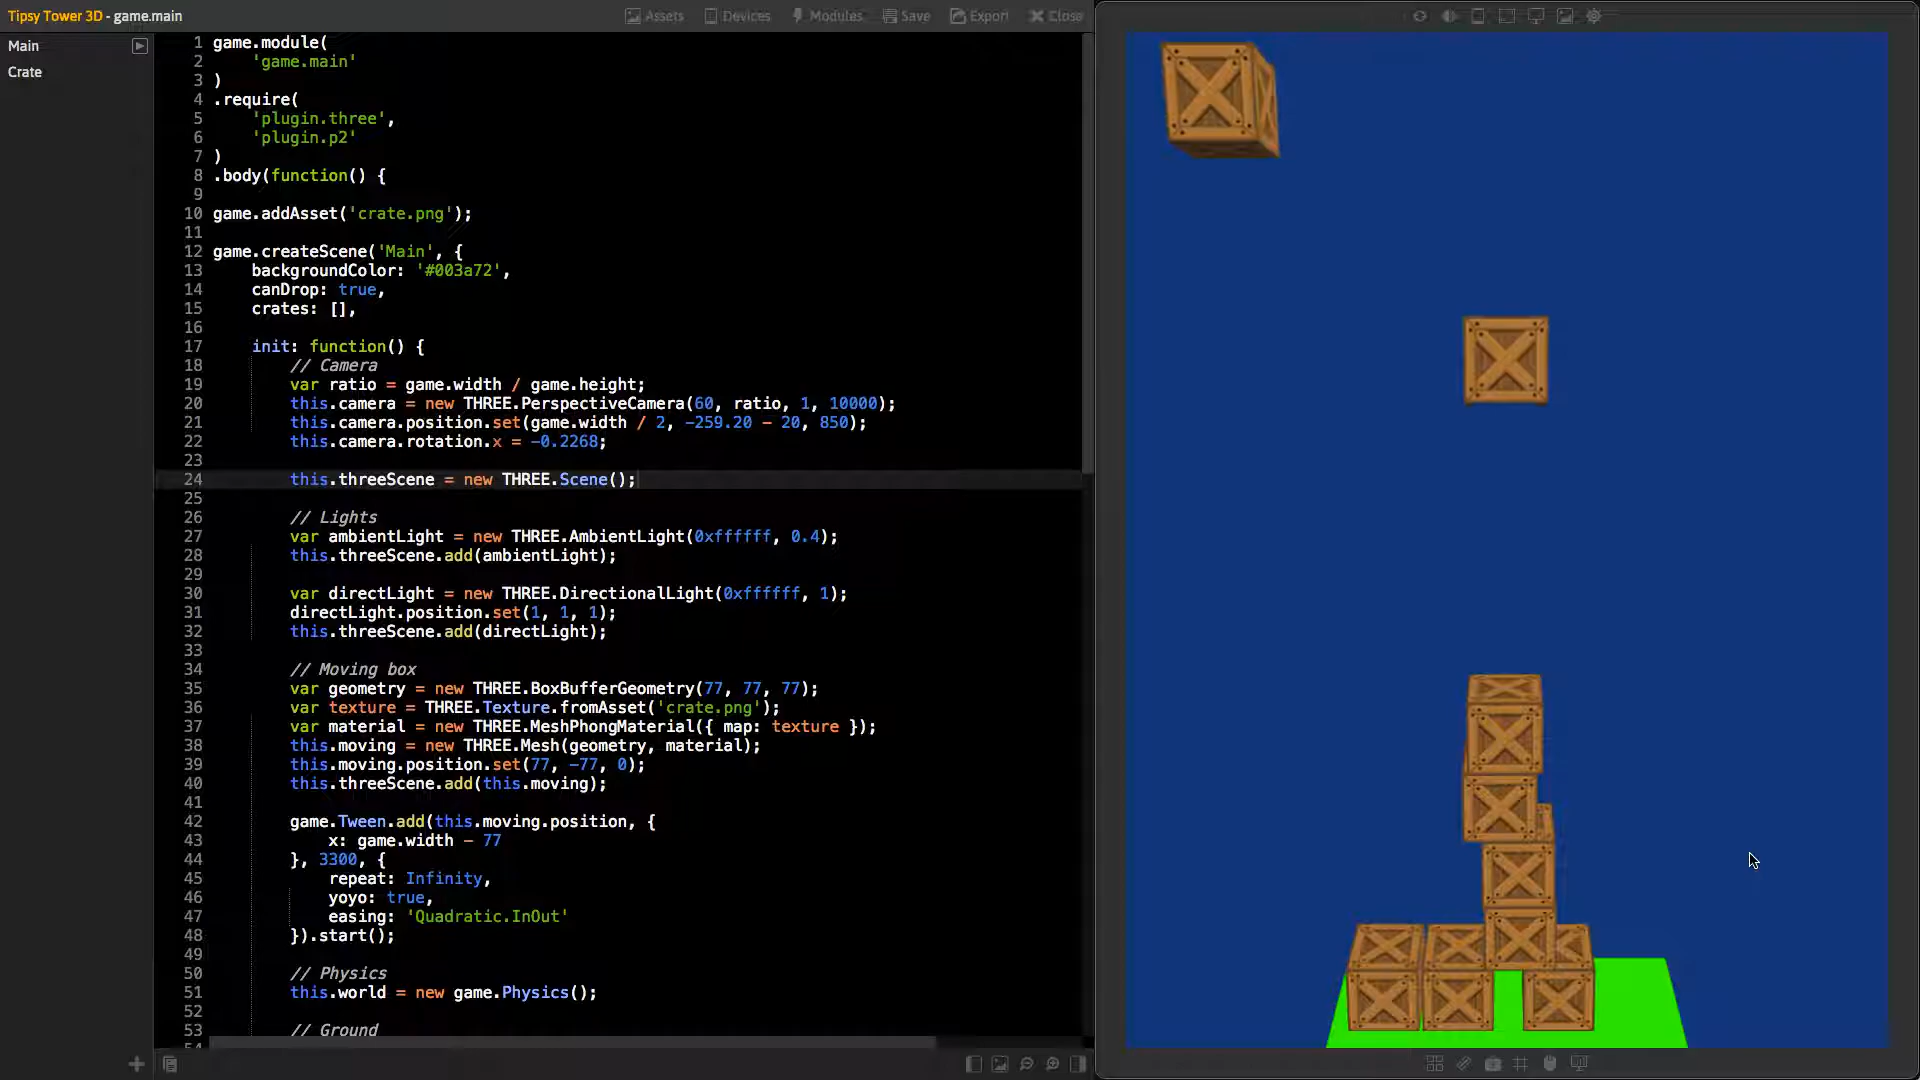 Tipsy Tower 3D - game.main
Assets
Devices
Modules
Save
Export
Close
Main
Crate
1 game.module(
2     'game.main'
3 )
4 .require(
5     'plugin.three',
6     'plugin.p2'
7 )
8 .body(function() {
9
10 game.addAsset('crate.png');
11
12 game.createScene('Main', {
13     backgroundColor: '#003a72',
14     canDrop: true,
15     crates: [],
16
17     init: function() {
18         // Camera
19         var ratio = game.width / game.height;
20         this.camera = new THREE.PerspectiveCamera(60, ratio, 1, 10000);
21         this.camera.position.set(game.width / 2, -259.20 - 20, 850);
22         this.camera.rotation.x = -0.2268;
23
24         this.threeScene = new THREE.Scene();
25
26         // Lights
27         var ambientLight = new THREE.AmbientLight(0xffffff, 0.4);
28         this.threeScene.add(ambientLight);
29
30         var directLight = new THREE.DirectionalLight(0xffffff, 1);
31         directLight.position.set(1, 1, 1);
32         this.threeScene.add(directLight);
33
34         // Moving box
35         var geometry = new THREE.BoxBufferGeometry(77, 77, 77);
36         var texture = THREE.Texture.fromAsset('crate.png');
37         var material = new THREE.MeshPhongMaterial({ map: texture });
38         this.moving = new THREE.Mesh(geometry, material);
39         this.moving.position.set(77, -77, 0);
40         this.threeScene.add(this.moving);
41
42         game.Tween.add(this.moving.position, {
43             x: game.width - 77
44         }, 3300, {
45             repeat: Infinity,
46             yoyo: true,
47             easing: 'Quadratic.InOut'
48         }).start();
49
50         // Physics
51         this.world = new game.Physics();
52
53         // Ground
54